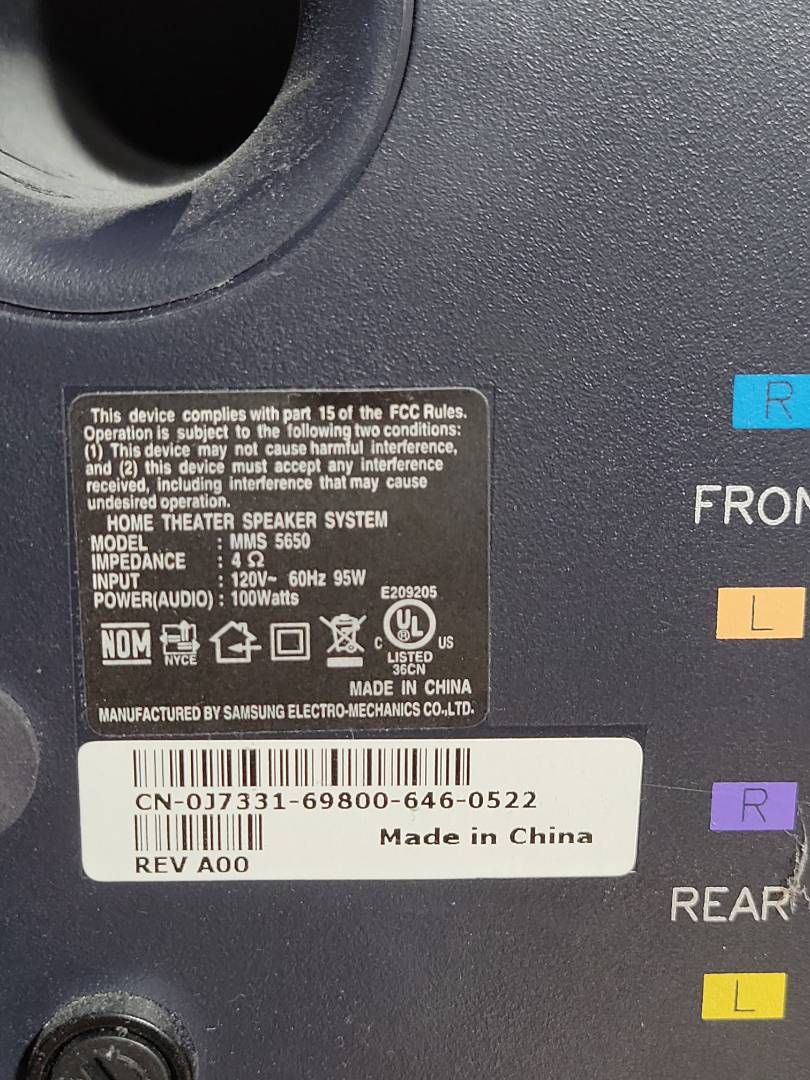 This device complies with part 15 of the FCC Rules.
Operation is subject to the following two conditions:
(1) This device may not cause harmful interference,
and (2) this device must accept any interference
received, including interference that may cause
undesired operation.
HOME THEATER SPEAKER SYSTEM
MODEL : MMS 5650
IMPEDANCE : 4 Ω
INPUT : 120V~ 60Hz 95W
POWER(AUDIO) : 100Watts
E209205
NOM
NYCE
C UL ® US
LISTED
36CN
MADE IN CHINA
MANUFACTURED BY SAMSUNG ELECTRO-MECHANICS CO.,LTD.
CN-0J7331-69800-646-0522
Made in China
REV A00
R
FRON
L
R
REAR
L